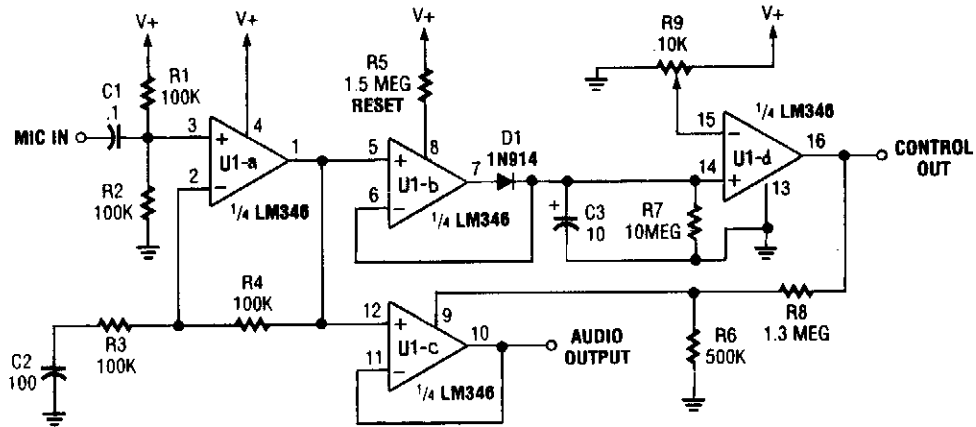 V+
V+
V+
V+
R1
100K
C1
.1
MIC IN
R2
100K
3
+
4
U1-a
1
2
−
1/4 LM346
R5
1.5 MEG
RESET
5
+
8
U1-b
7
6
−
1/4 LM346
D1
1N914
+
C3
10
R7
10MEG
R9
10K
1/4 LM346
15
−
U1-d
16
14
+
13
CONTROL
OUT
R4
100K
R3
100K
C2
100
12
+
9
U1-c
10
11
−
1/4 LM346
AUDIO
OUTPUT
R6
500K
R8
1.3 MEG